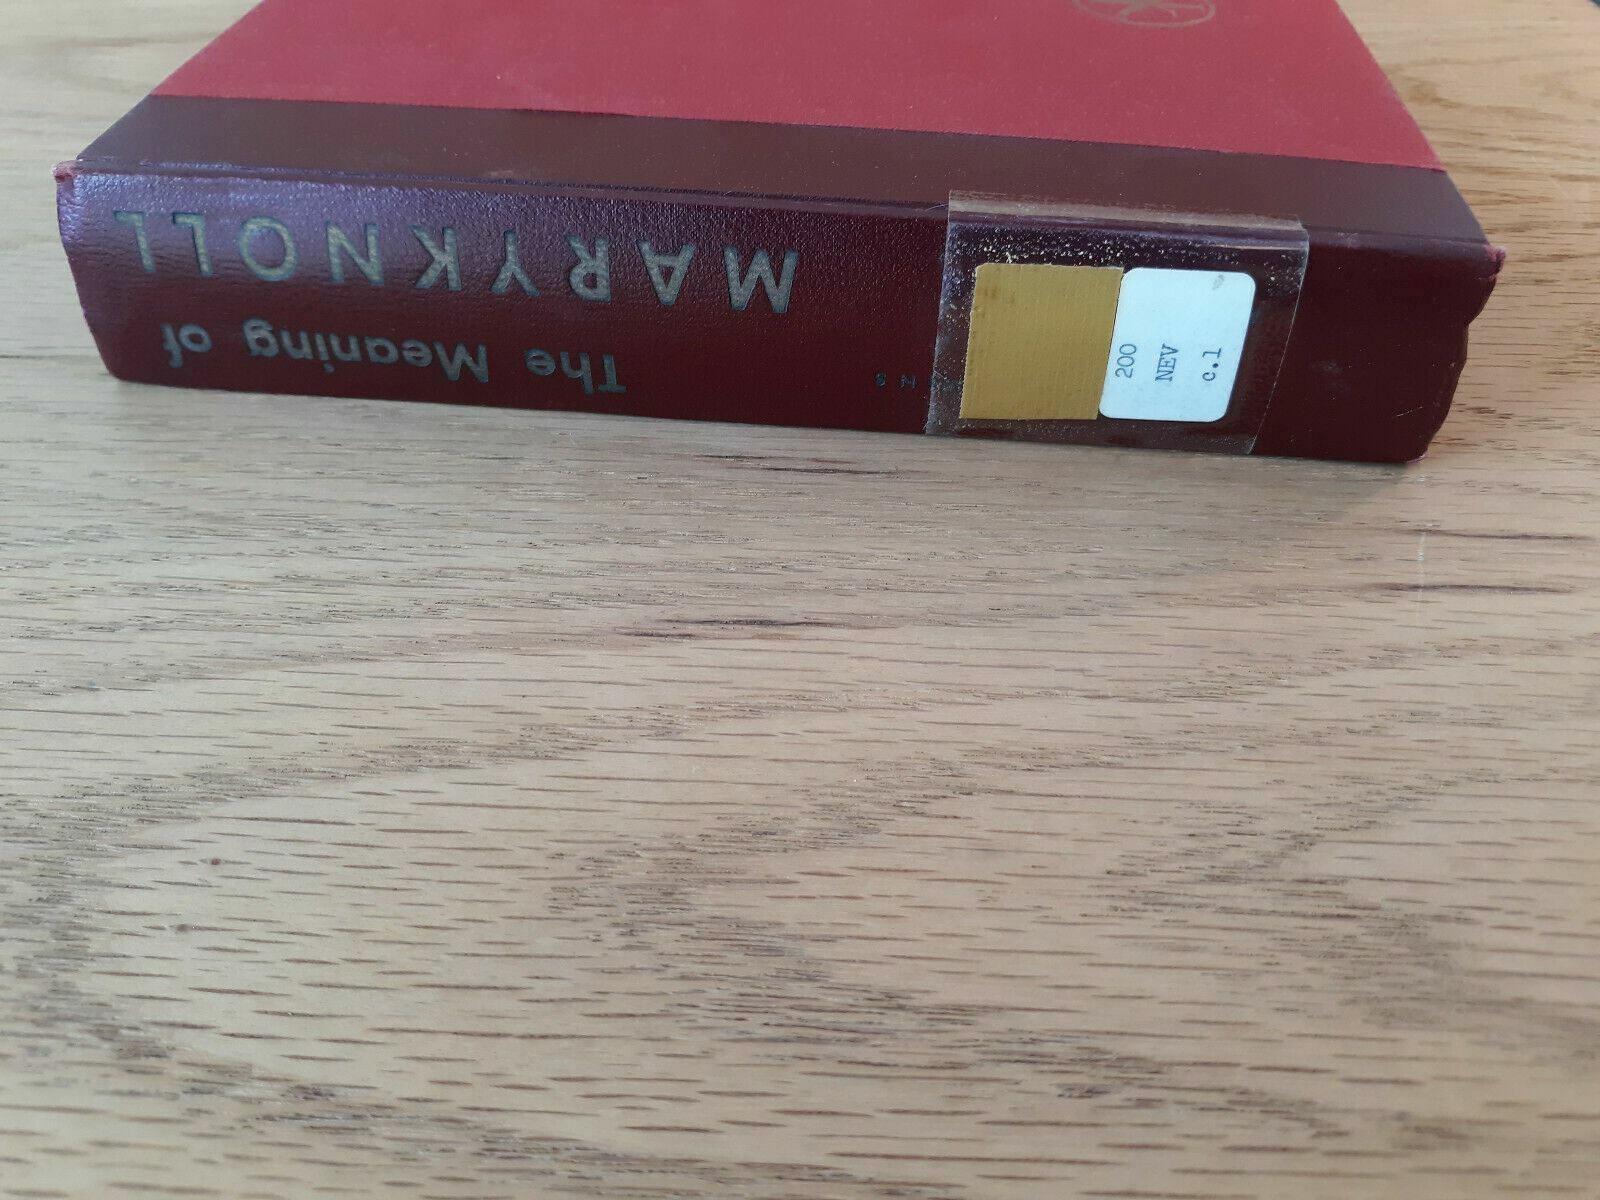 The Meaning of
MARYKNOLL
200
NEV
c.1